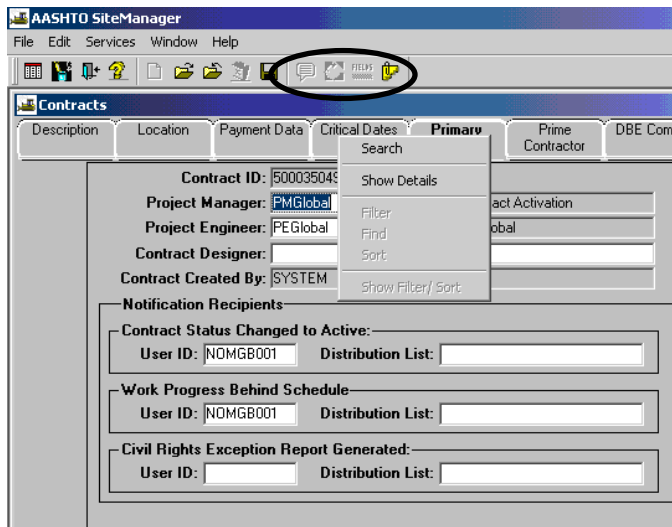 AASHTO SiteManager
File Edit Services Window Help
FIELDS
Contracts
Description Location Payment Data Critical Dates Primary Prime Contractor DBE Com
Search
Show Details
Filter
Find
Sort
Show Filter/ Sort
Contract ID: 500035049
Project Manager: PMGlobal act Activation
Project Engineer: PEGlobal obal
Contract Designer:
Contract Created By: SYSTEM
Notification Recipients
Contract Status Changed to Active:
User ID: NOMGB001 Distribution List:
Work Progress Behind Schedule
User ID: NOMGB001 Distribution List:
Civil Rights Exception Report Generated:
User ID: Distribution List: